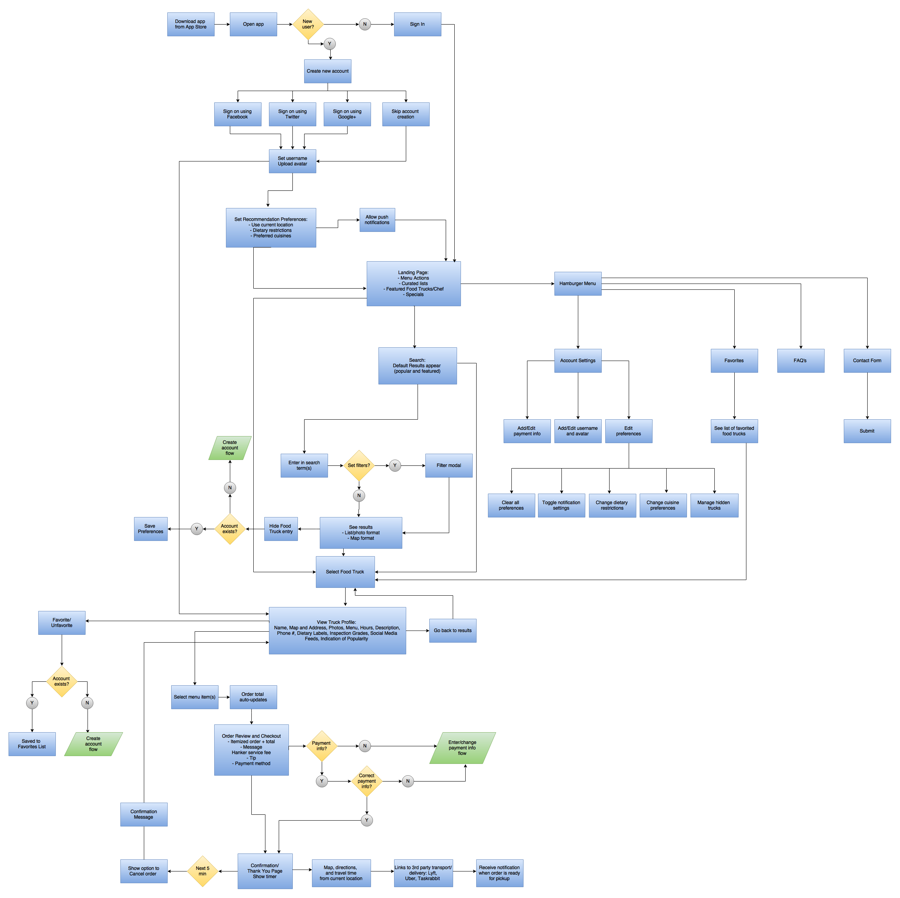 Download app
from App Store
Open app
New
user?
N
Sign In
Y
Create new account
Sign on using
Facebook
Sign on using
Twitter
Sign on using
Google+
Skip account
creation
Set username
Upload avatar
Set Recommendation Preferences:
- Use current location
- Dietary restrictions
- Preferred cuisines
Allow push
notifications
Landing Page:
- Menu Actions
- Curated lists
- Featured Food Trucks/Chef
- Specials
Hamburger Menu
Search:
Default Results appear
(popular and featured)
Account Settings
Favorites
FAQ's
Contact Form
Add/Edit
payment info
Add/Edit username
and avatar
Edit
preferences
See list of favorited
food trucks
Submit
Create
account
flow
Enter in search
term(s)
Set filters?
Y
Filter modal
N
N
Clear all
preferences
Toggle notification
settings
Change dietary
restrictions
Change cuisine
preferences
Manage hidden
trucks
Save
Preferences
Y
Account
exists?
Hide Food
Truck entry
See results
- List/photo format
- Map format
Select Food Truck
Favorite/
Unfavorite
View Truck Profile:
Name, Map and Address, Photos, Menu, Hours, Description,
Phone #, Dietary Labels, Inspection Grades, Social Media
Feeds, Indication of Popularity
Go back to results
Account
exists?
Y
N
Saved to
Favorites List
Create
account
flow
Select menu item(s)
Order total
auto-updates
Order Review and Checkout
- Itemized order + total
- Message
Hanker service fee
- Tip
- Payment method
Payment
info?
N
Enter/change
payment info
flow
Y
Correct
payment
info?
N
Y
Confirmation
Message
Show option to
Cancel order
Next 5
min
Confirmation/
Thank You Page
Show timer
Map, directions,
and travel time
from current location
Links to 3rd party transport/
delivery: Lyft,
Uber, Taskrabbit
Receive notification
when order is ready
for pickup